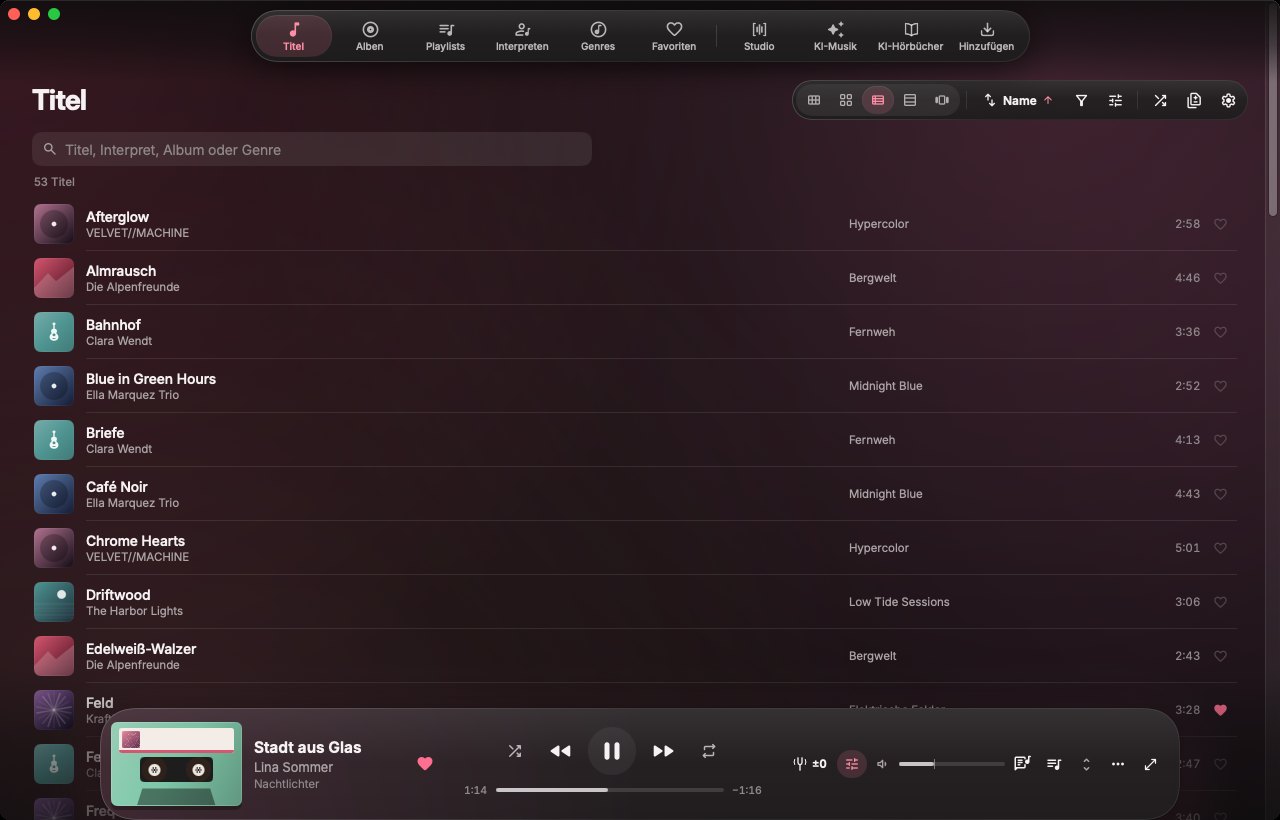 Titel
Alben
Playlists
Interpreten
Genres
Favoriten
Studio
KI-Musik
KI-Hörbücher
Hinzufügen
Titel
Name
Titel, Interpret, Album oder Genre
53 Titel
Afterglow
VELVET//MACHINE
Hypercolor
2:58
Almrausch
Die Alpenfreunde
Bergwelt
4:46
Bahnhof
Clara Wendt
Fernweh
3:36
Blue in Green Hours
Ella Marquez Trio
Midnight Blue
2:52
Briefe
Clara Wendt
Fernweh
4:13
Café Noir
Ella Marquez Trio
Midnight Blue
4:43
Chrome Hearts
VELVET//MACHINE
Hypercolor
5:01
Driftwood
The Harbor Lights
Low Tide Sessions
3:06
Edelweiß-Walzer
Die Alpenfreunde
Bergwelt
2:43
Feld
3:28
Stadt aus Glas
Lina Sommer
Nachtlichter
1:14
−1:16
±0